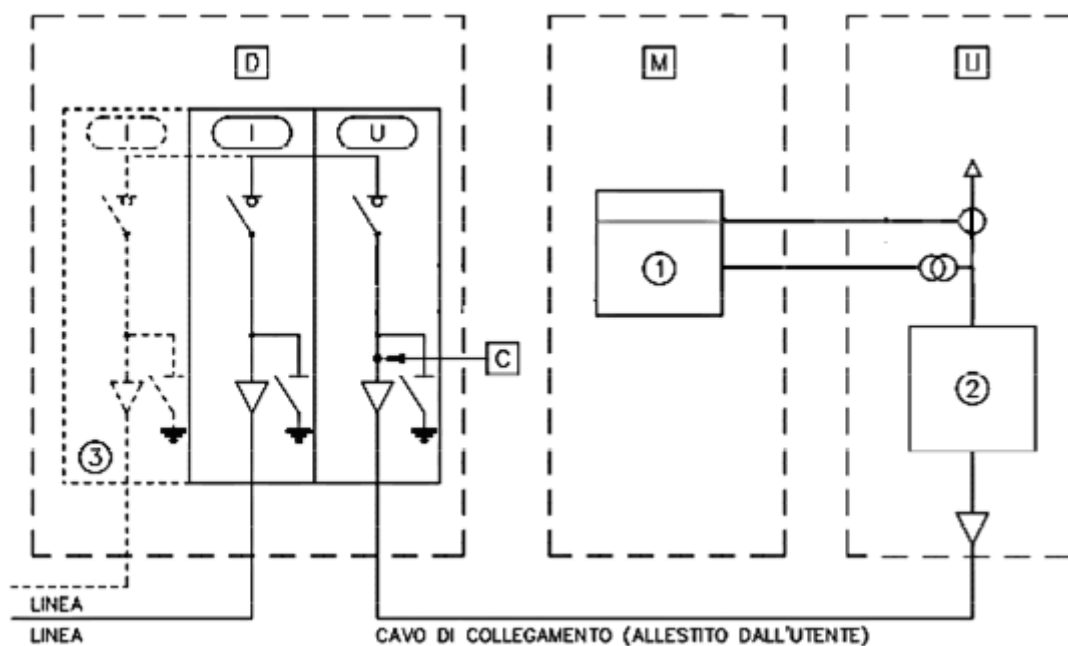 D
M
U
I
I
U
1
C
2
3
LINEA
LINEA
CAVO DI COLLEGAMENTO (ALLESTITO DALL'UTENTE)